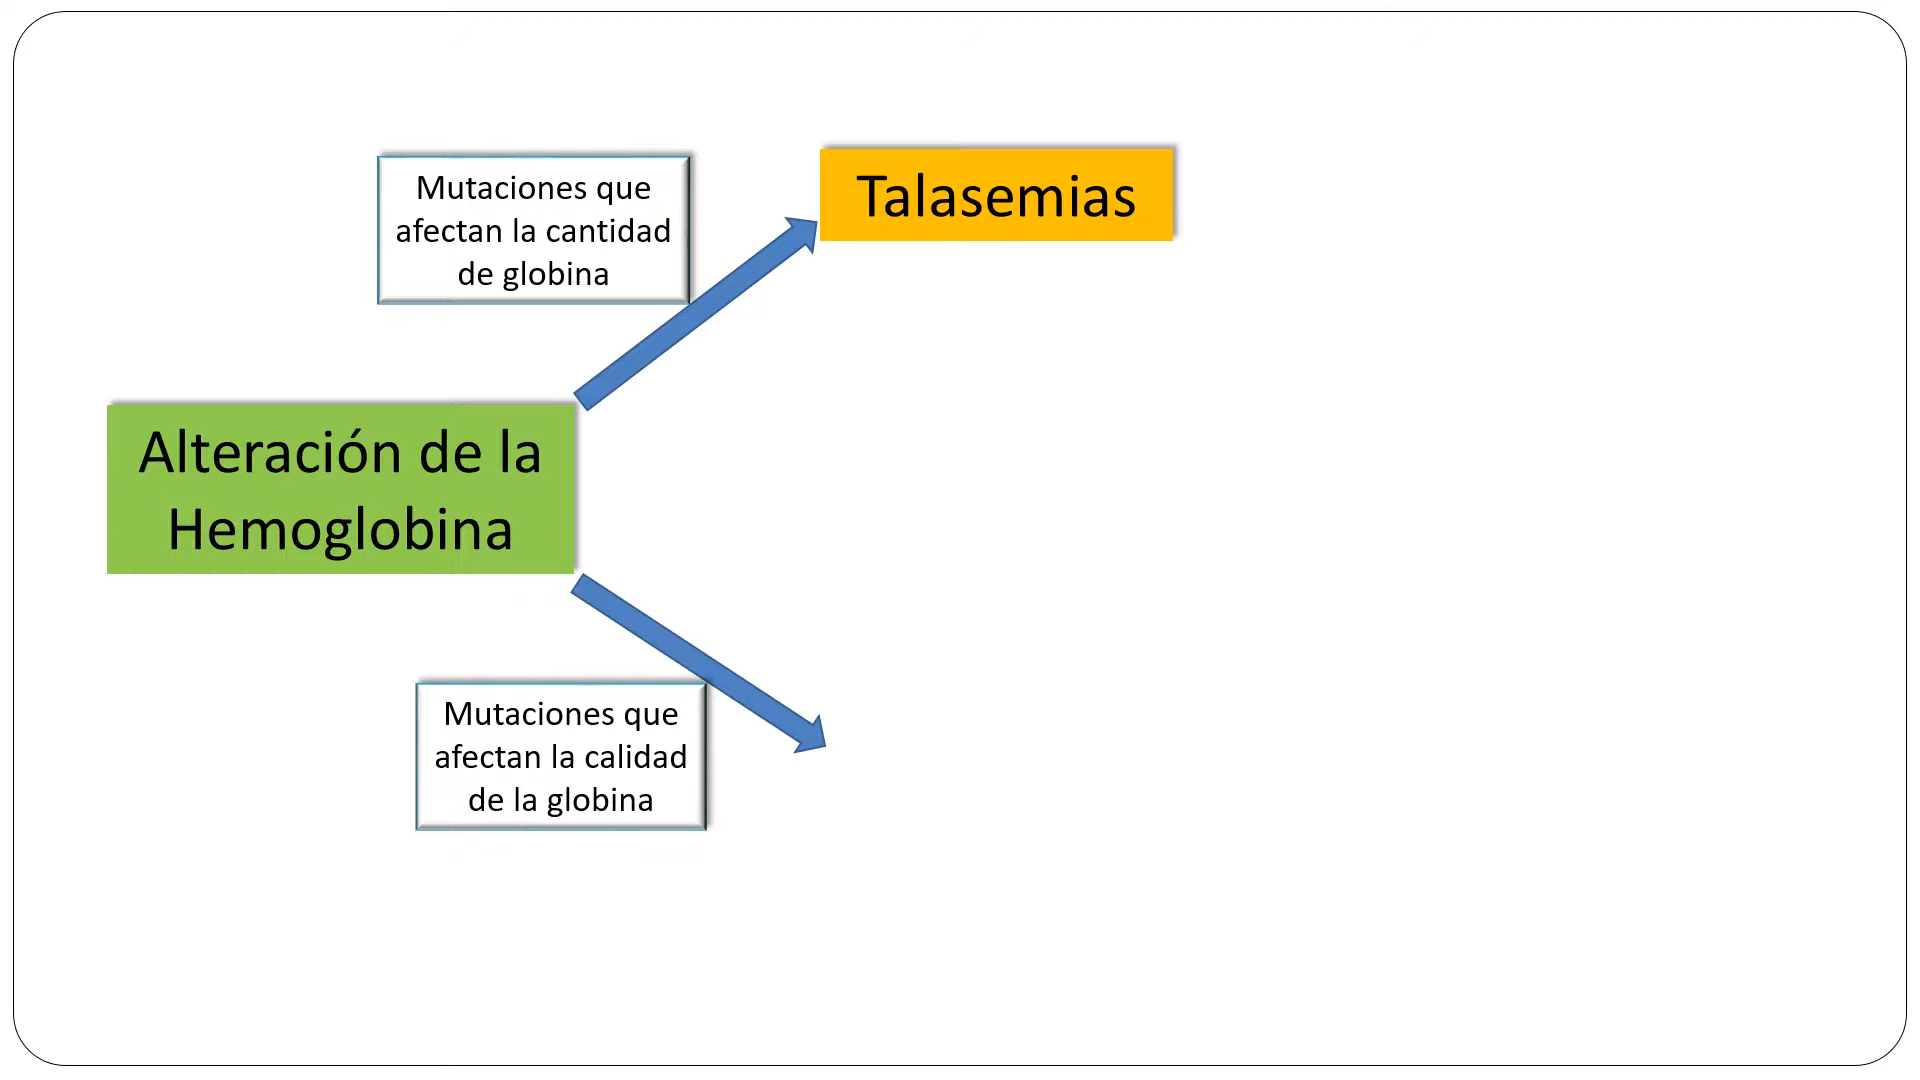 Mutaciones que
afectan la cantidad
de globina
Talasemias
Alteración de la
Hemoglobina
Mutaciones que
afectan la calidad
de la globina